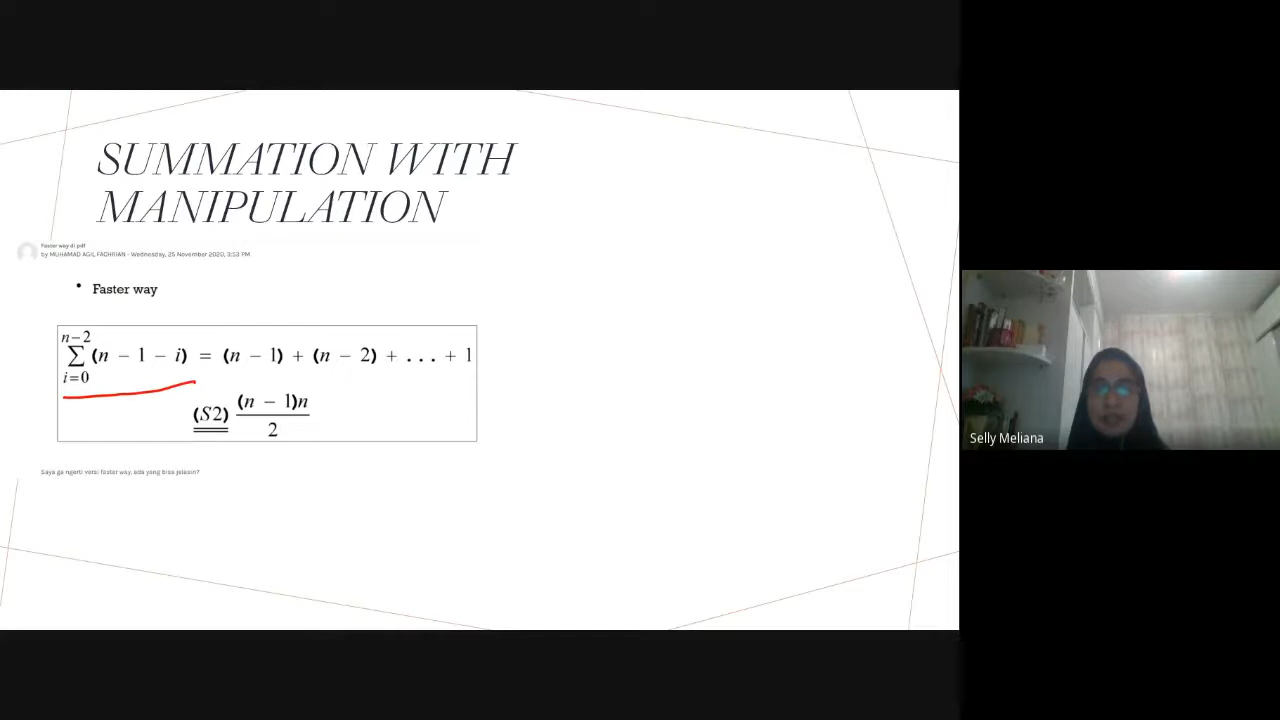 SUMMATION WITH
MANIPULATION
Faster way di pdf
by MUHAMAD AGIL FADHRIAN - Wednesday, 25 November 2020, 3:53 PM
• Faster way
n−2
∑ (n − 1 − i) = (n − 1) + (n − 2) + . . . + 1
i=0
(S2) (n − 1)n
2
Saya ga ngerti versi faster way, ada yang bisa jelasin?
Selly Meliana